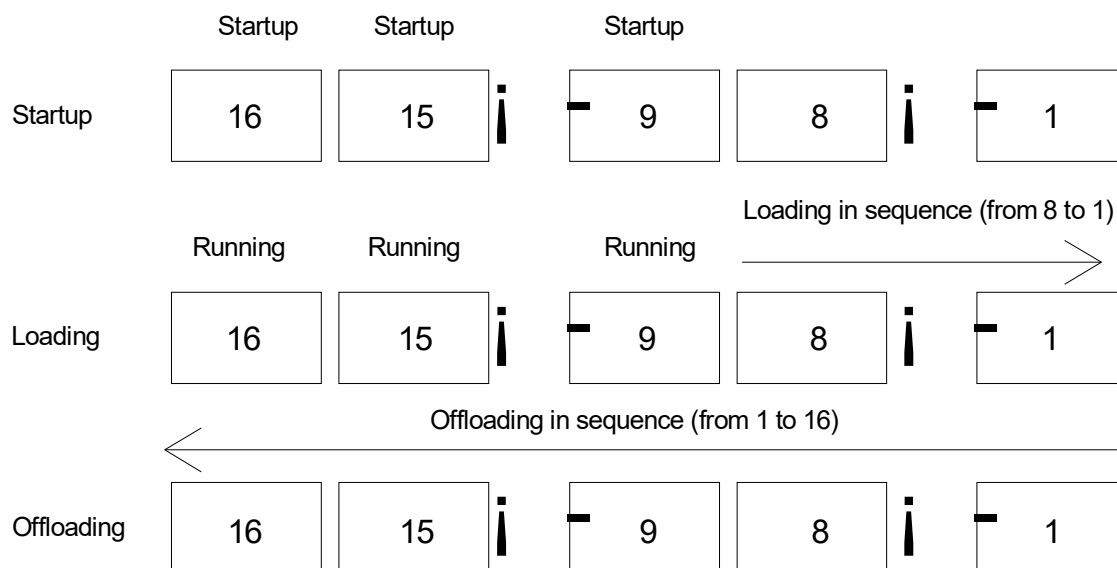 Startup Startup Startup
Startup 16 15 ¡ - 9 8 ¡ - 1
Loading in sequence (from 8 to 1)
Running Running Running
Loading 16 15 ¡ - 9 8 ¡ - 1
Offloading in sequence (from 1 to 16)
Offloading 16 15 ¡ - 9 8 ¡ - 1